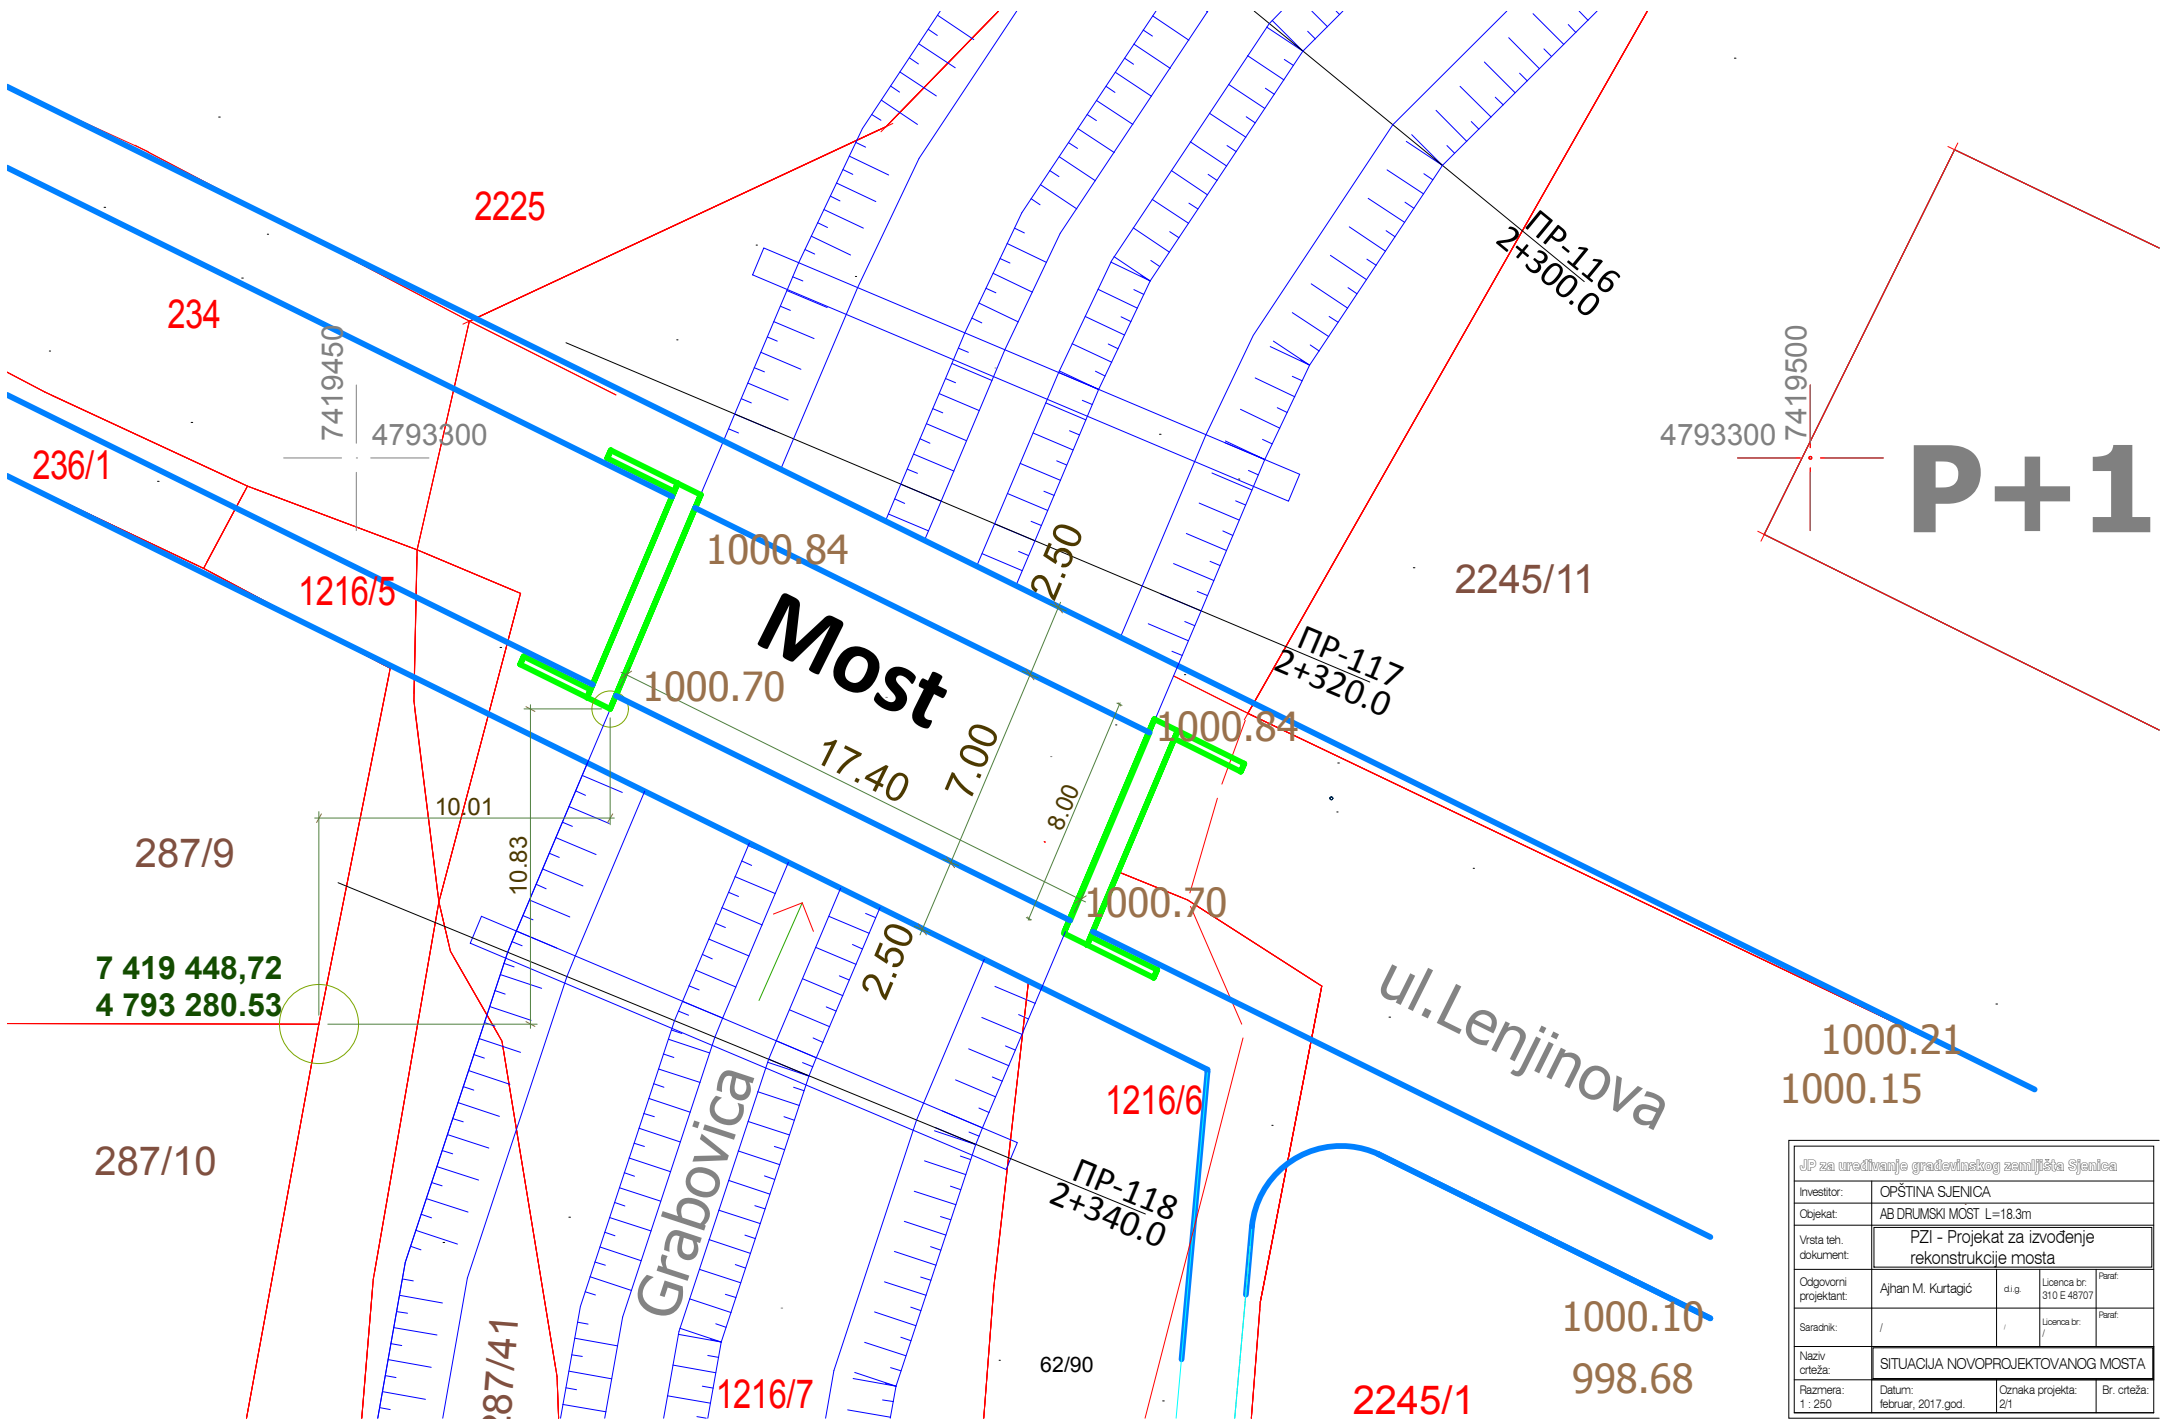 2225
ПР-116
2+300.0
234
7419450
4793300
7419500
4793300
P+1
236/1
1000.84
2.50
2245/11
1216/5
Most
ПР-117
2+320.0
1000.70
1000.84
17.40
7.00
8.00
10.01
10.83
287/9
1000.70
2.50
7 419 448,72
4 793 280.53
ul.Lenjinova
1000.21
1000.15
1216/6
Grabovica
287/10
ПР-118
2+340.0
1000.10
998.68
287/41
62/90
1216/7
2245/1
JP za uređivanje građevinskog zemljišta Sjenica
Investitor: OPŠTINA SJENICA
Objekat: AB DRUMSKI MOST L=18.3m
Vrsta teh. dokument: PZI - Projekat za izvođenje
rekonstrukcije mosta
Odgovorni projektant: Ajhan M. Kurtagić d.i.g. Licenca br: 310 E 48707 Paraf:
Saradnik: / / Licenca br: / Paraf:
Naziv crteža: SITUACIJA NOVOPROJEKTOVANOG MOSTA
Razmera: Datum: Oznaka projekta: Br. crteža:
1 : 250 februar, 2017.god. 2/1